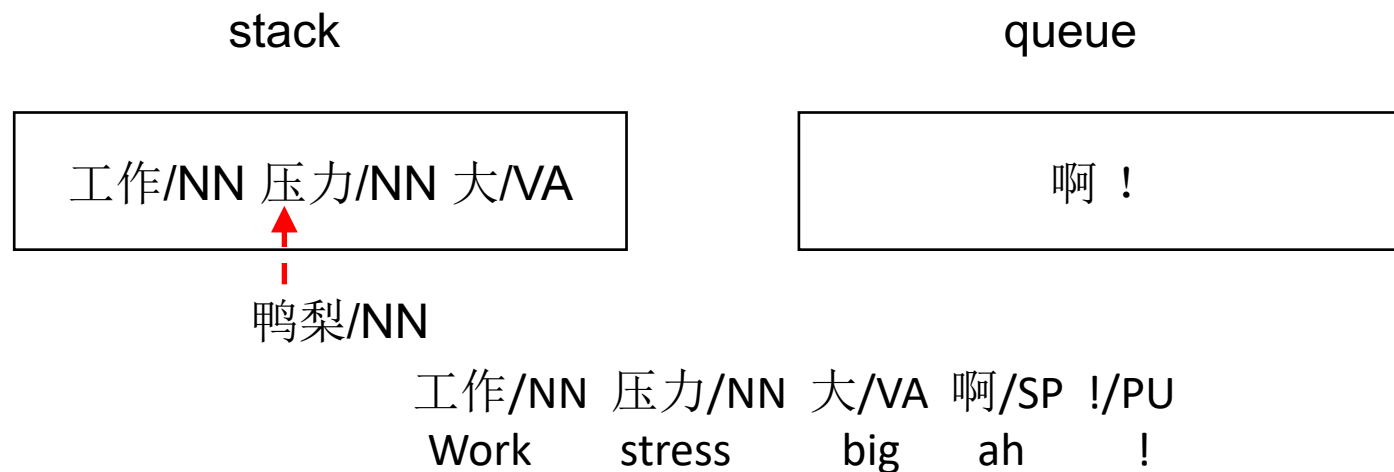 stack queue
工作/NN 压力/NN 大/VA 啊 !
鸭梨/NN
工作/NN 压力/NN 大/VA 啊/SP !/PU
Work stress big ah !